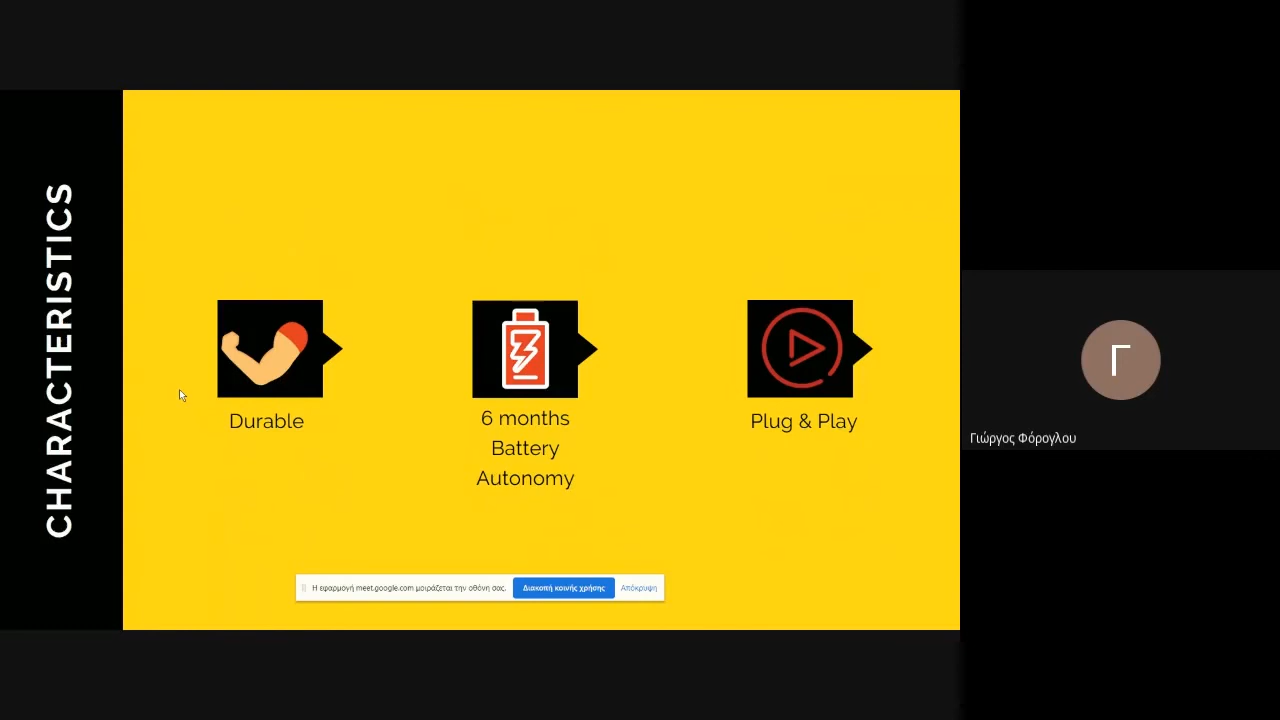 CHARACTERISTICS
Durable
6 months
Battery
Autonomy
Plug & Play
Η εφαρμογή meet.google.com μοιράζεται την οθόνη σας.
Διακοπή κοινής χρήσης
Απόκρυψη
Γ
Γιώργος Φόρογλου